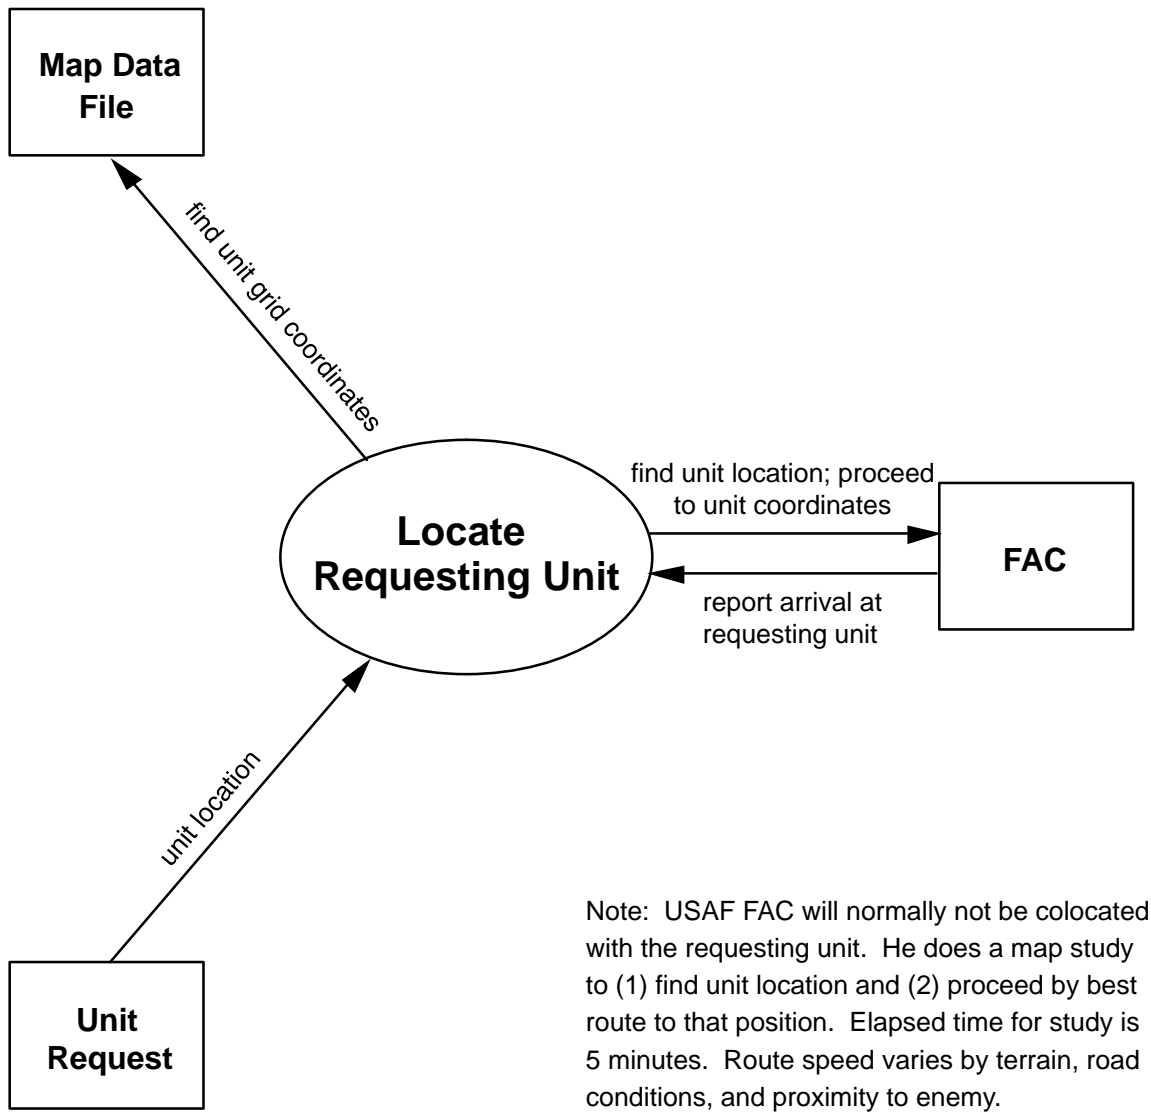 Map Data
File
find unit grid coordinates
find unit location; proceed
to unit coordinates
Locate
Requesting Unit
FAC
report arrival at
requesting unit
unit location
Note:  USAF FAC will normally not be colocated
with the requesting unit.  He does a map study
to (1) find unit location and (2) proceed by best
route to that position.  Elapsed time for study is
5 minutes.  Route speed varies by terrain, road
conditions, and proximity to enemy.
Unit
Request